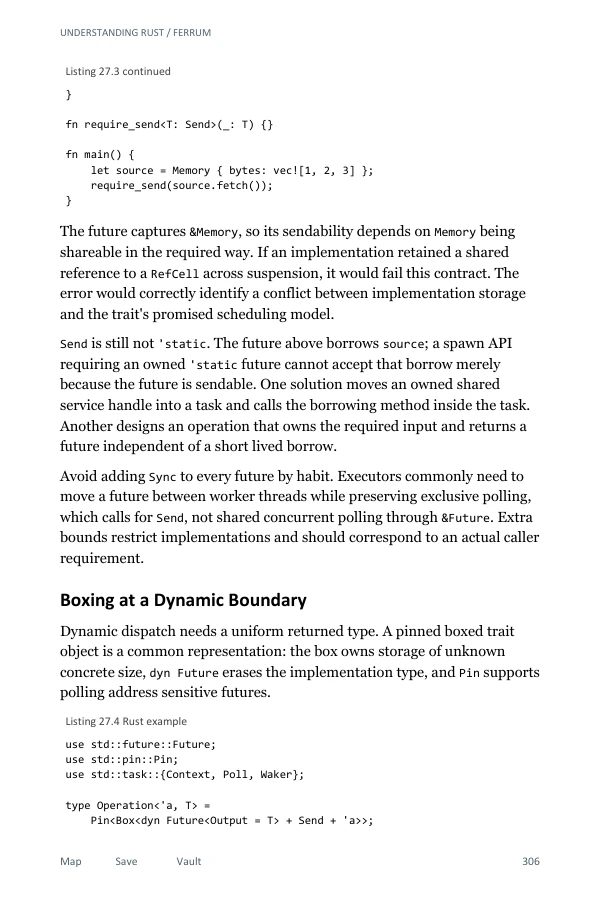 UNDERSTANDING RUST / FERRUM
Listing 27.3 continued
}
fn require_send<T: Send>(_: T) {}
fn main() {
    let source = Memory { bytes: vec![1, 2, 3] };
    require_send(source.fetch());
}
The future captures &Memory, so its sendability depends on Memory being
shareable in the required way. If an implementation retained a shared
reference to a RefCell across suspension, it would fail this contract. The
error would correctly identify a conflict between implementation storage
and the trait's promised scheduling model.
Send is still not 'static. The future above borrows source; a spawn API
requiring an owned 'static future cannot accept that borrow merely
because the future is sendable. One solution moves an owned shared
service handle into a task and calls the borrowing method inside the task.
Another designs an operation that owns the required input and returns a
future independent of a short lived borrow.
Avoid adding Sync to every future by habit. Executors commonly need to
move a future between worker threads while preserving exclusive polling,
which calls for Send, not shared concurrent polling through &Future. Extra
bounds restrict implementations and should correspond to an actual caller
requirement.
Boxing at a Dynamic Boundary
Dynamic dispatch needs a uniform returned type. A pinned boxed trait
object is a common representation: the box owns storage of unknown
concrete size, dyn Future erases the implementation type, and Pin supports
polling address sensitive futures.
Listing 27.4 Rust example
use std::future::Future;
use std::pin::Pin;
use std::task::{Context, Poll, Waker};
type Operation<'a, T> =
    Pin<Box<dyn Future<Output = T> + Send + 'a>>;
Map Save Vault 306